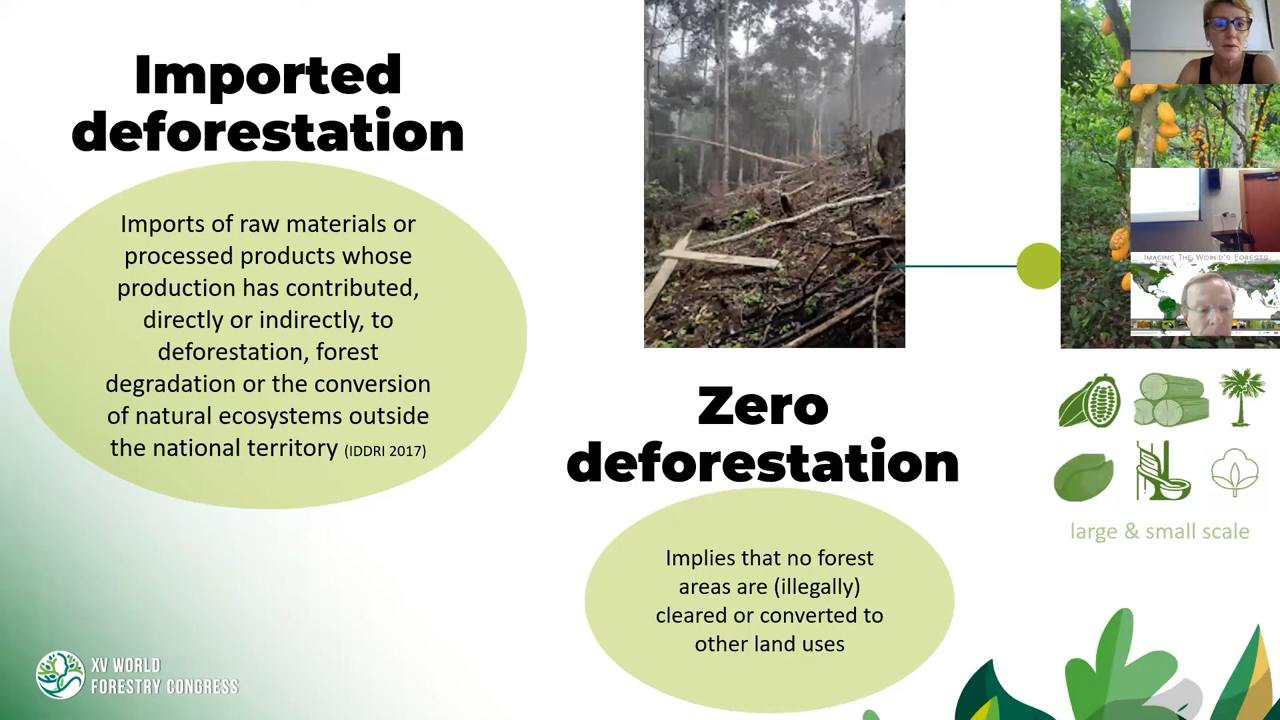 Imported
deforestation
Imports of raw materials or
processed products whose
production has contributed,
directly or indirectly, to
deforestation, forest
degradation or the conversion
of natural ecosystems outside
the national territory (IDDRI 2017)
Zero
deforestation
Implies that no forest
areas are (illegally)
cleared or converted to
other land uses
IMAGING THE WORLD'S FORESTS
large & small scale
XV WORLD
FORESTRY CONGRESS